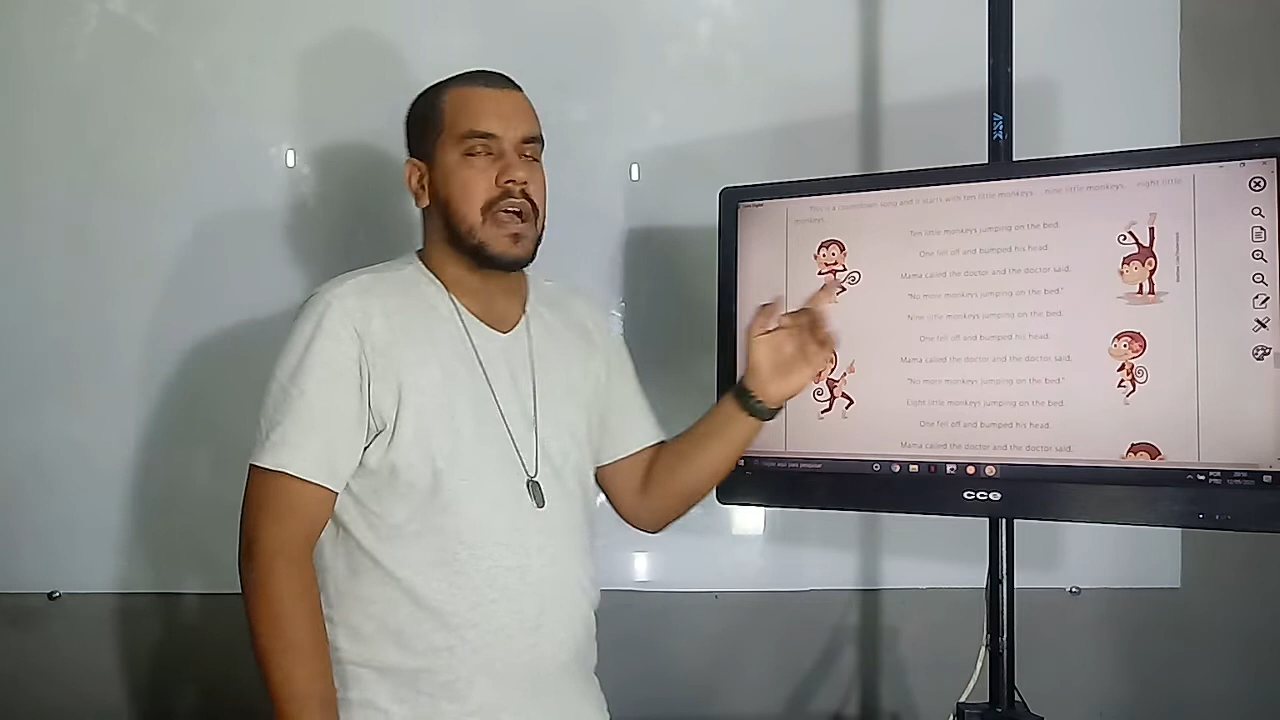 This is a countdown song and it starts with ten little monkeys... nine little monkeys... eight little
monkeys...
Ten little monkeys jumping on the bed.
One fell off and bumped his head.
Mama called the doctor and the doctor said,
"No more monkeys jumping on the bed."
Nine little monkeys jumping on the bed.
One fell off and bumped his head.
Mama called the doctor and the doctor said,
"No more monkeys jumping on the bed."
Eight little monkeys jumping on the bed.
One fell off and bumped his head.
Mama called the doctor and the doctor said,
POR
cce